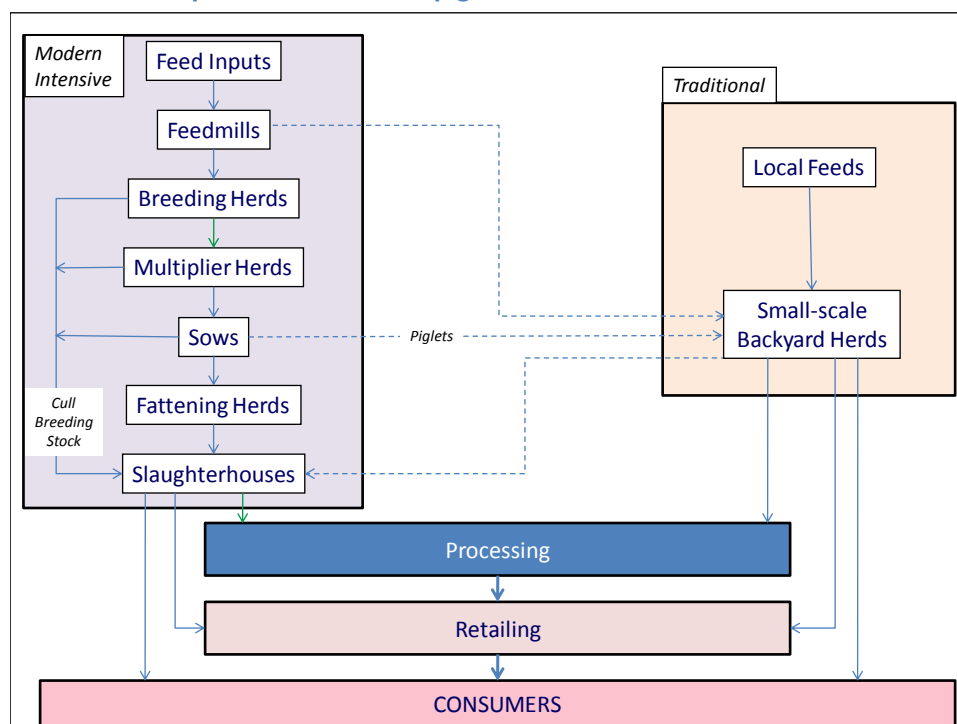 Modern
Intensive
Feed Inputs
Feedmills
Breeding Herds
Multiplier Herds
Sows
Fattening Herds
Cull
Breeding
Stock
Slaughterhouses
Piglets
Traditional
Local Feeds
Small-scale
Backyard Herds
Processing
Retailing
CONSUMERS